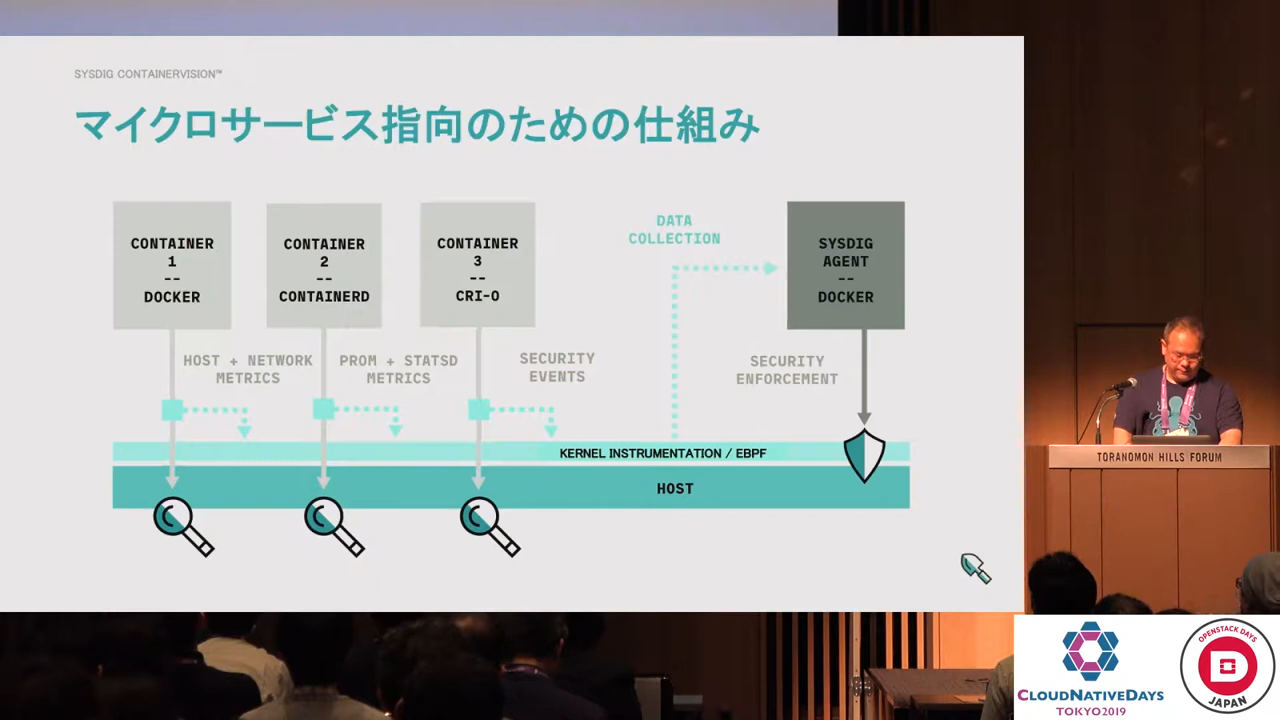 SYSDIG CONTAINERVISION™
マイクロサービス指向のための仕組み
CONTAINER
1
--
DOCKER
CONTAINER
2
--
CONTAINERD
CONTAINER
3
--
CRI-O
DATA
COLLECTION
SYSDIG
AGENT
--
DOCKER
HOST + NETWORK
METRICS
PROM + STATSD
METRICS
SECURITY
EVENTS
SECURITY
ENFORCEMENT
KERNEL INSTRUMENTATION / EBPF
HOST
TORANOMON HILLS FORUM
CLOUDNATIVEDAYS
TOKYO2019
OPENSTACK DAYS
JAPAN